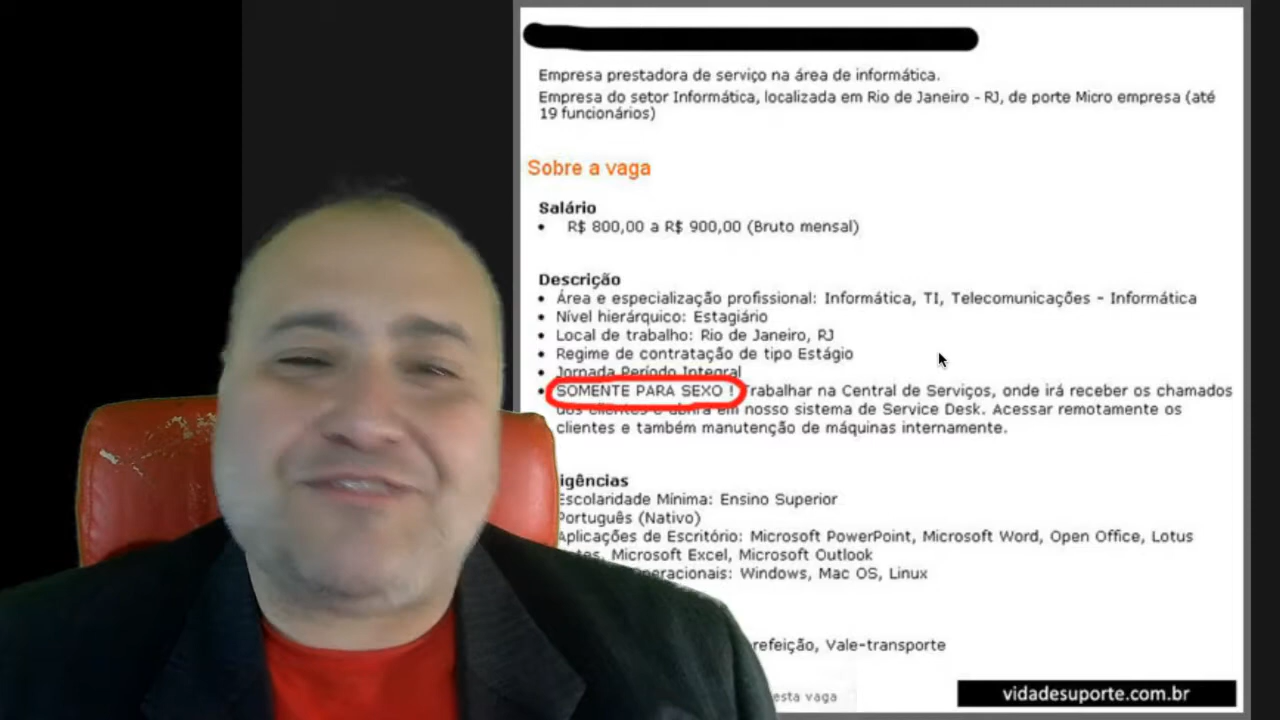 Empresa prestadora de serviço na área de informática.
Empresa do setor Informática, localizada em Rio de Janeiro - RJ, de porte Micro empresa (até
19 funcionários)
Sobre a vaga
Salário
• R$ 800,00 a R$ 900,00 (Bruto mensal)
Descrição
• Área e especialização profissional: Informática, TI, Telecomunicações - Informática
• Nível hierárquico: Estagiário
• Local de trabalho: Rio de Janeiro, RJ
• Regime de contratação de tipo Estágio
• Jornada Período Integral
• SOMENTE PARA SEXO ! Trabalhar na Central de Serviços, onde irá receber os chamados
dos clientes e abrirá em nosso sistema de Service Desk. Acessar remotamente os
clientes e também manutenção de máquinas internamente.
igências
Escolaridade Mínima: Ensino Superior
Português (Nativo)
Aplicações de Escritório: Microsoft PowerPoint, Microsoft Word, Open Office, Lotus
tes, Microsoft Excel, Microsoft Outlook
eracionais: Windows, Mac OS, Linux
refeição, Vale-transporte
esta vaga
vidadesuporte.com.br